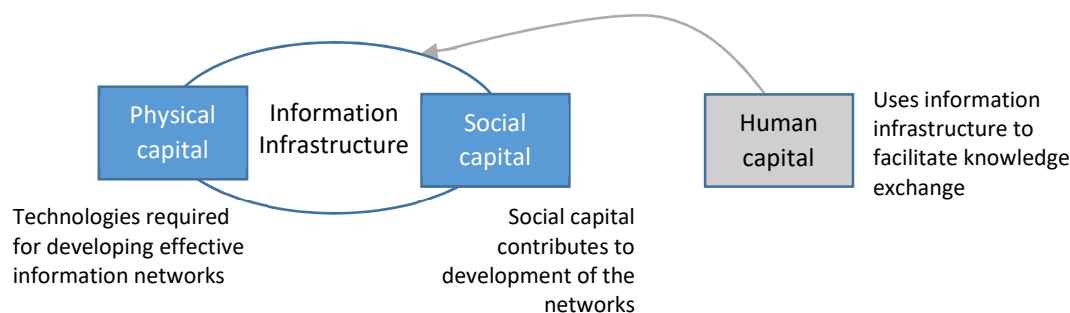 Physical
capital
Information
Infrastructure
Social
capital
Human
capital
Uses information
infrastructure to
facilitate knowledge
exchange
Technologies required
for developing effective
information networks
Social capital
contributes to
development of the
networks